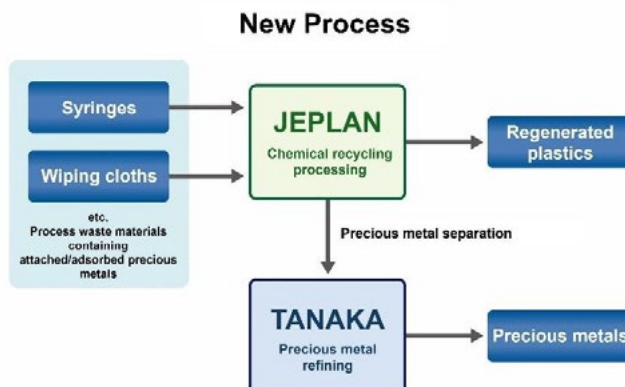 New Process
Syringes
Wiping cloths
etc.
Process waste materials
containing
attached/adsorbed precious
metals
JEPLAN
Chemical recycling
processing
Regenerated
plastics
Precious metal separation
TANAKA
Precious metal
refining
Precious metals